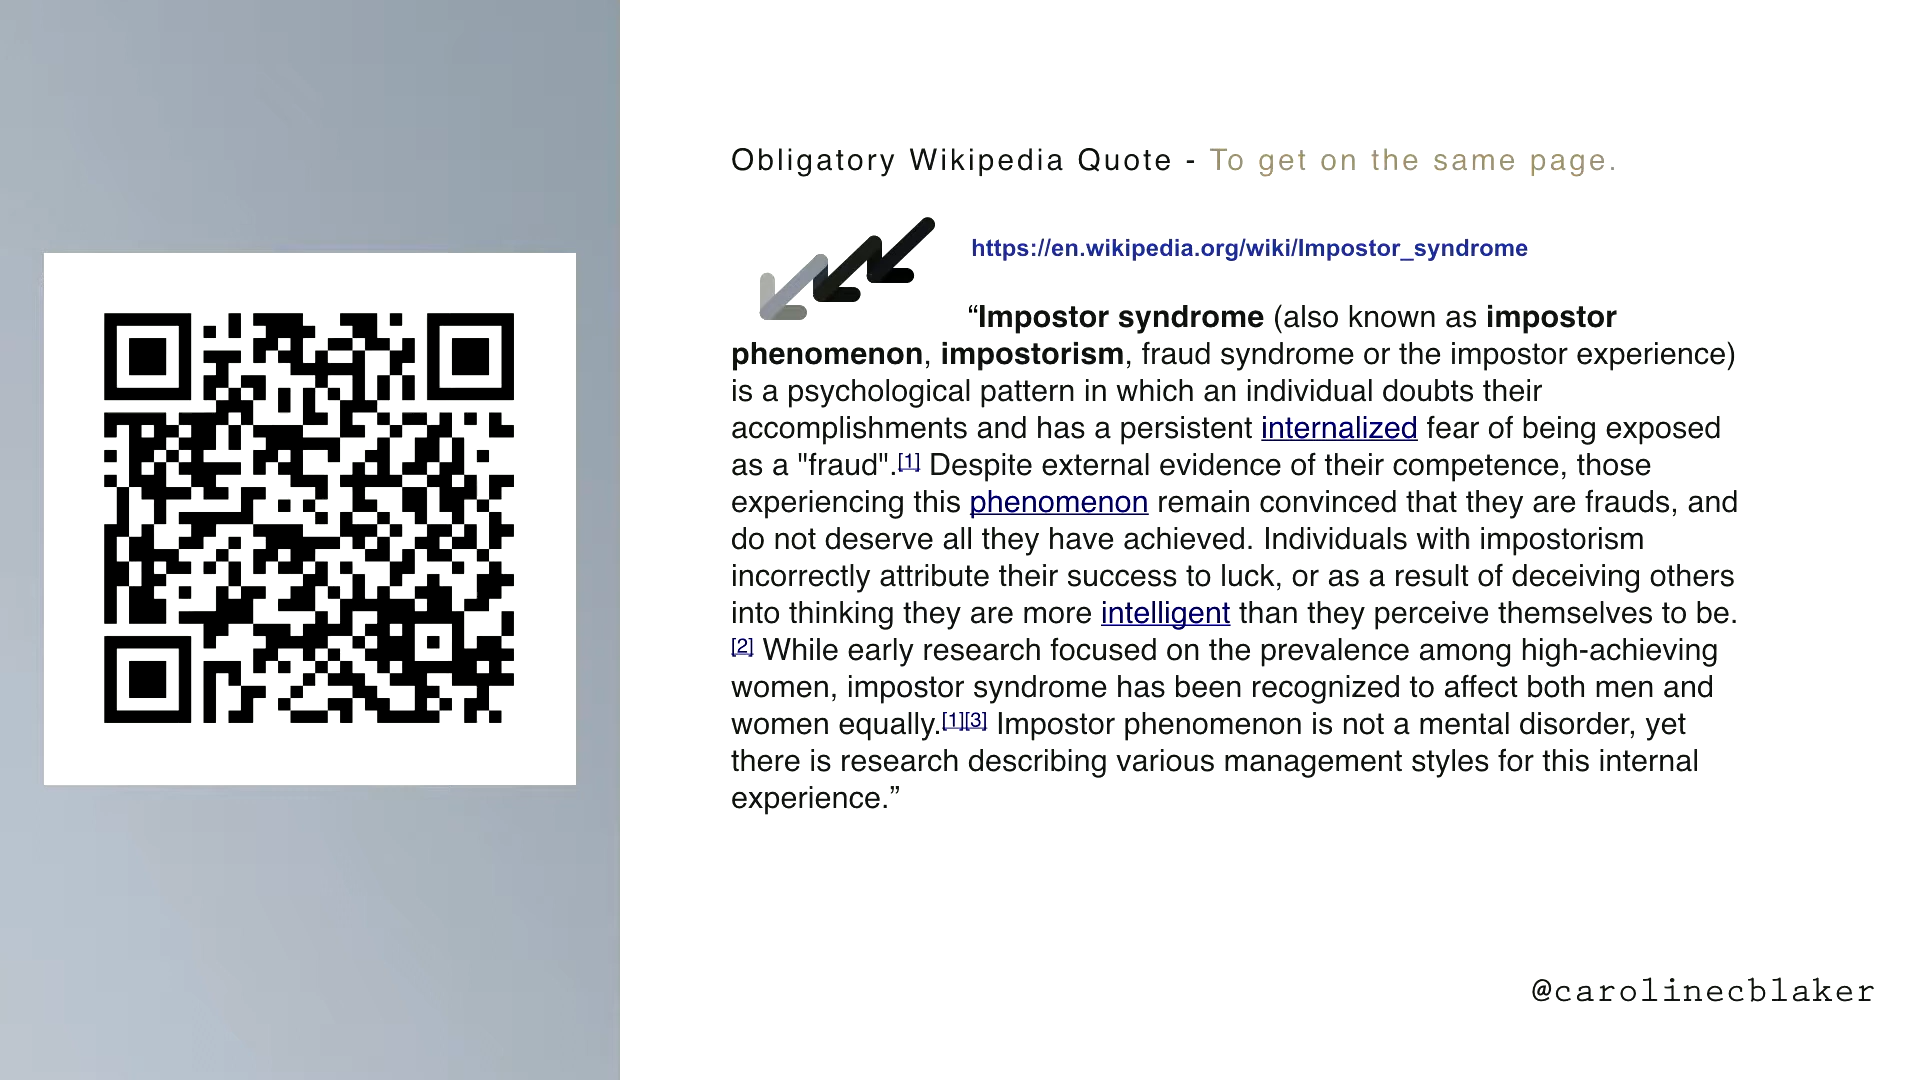 Obligatory Wikipedia Quote - To get on the same page.
https://en.wikipedia.org/wiki/Impostor_syndrome
“Impostor syndrome (also known as impostor
phenomenon, impostorism, fraud syndrome or the impostor experience)
is a psychological pattern in which an individual doubts their
accomplishments and has a persistent internalized fear of being exposed
as a "fraud".[1] Despite external evidence of their competence, those
experiencing this phenomenon remain convinced that they are frauds, and
do not deserve all they have achieved. Individuals with impostorism
incorrectly attribute their success to luck, or as a result of deceiving others
into thinking they are more intelligent than they perceive themselves to be.
[2] While early research focused on the prevalence among high-achieving
women, impostor syndrome has been recognized to affect both men and
women equally.[1][3] Impostor phenomenon is not a mental disorder, yet
there is research describing various management styles for this internal
experience.”
@carolinecblaker